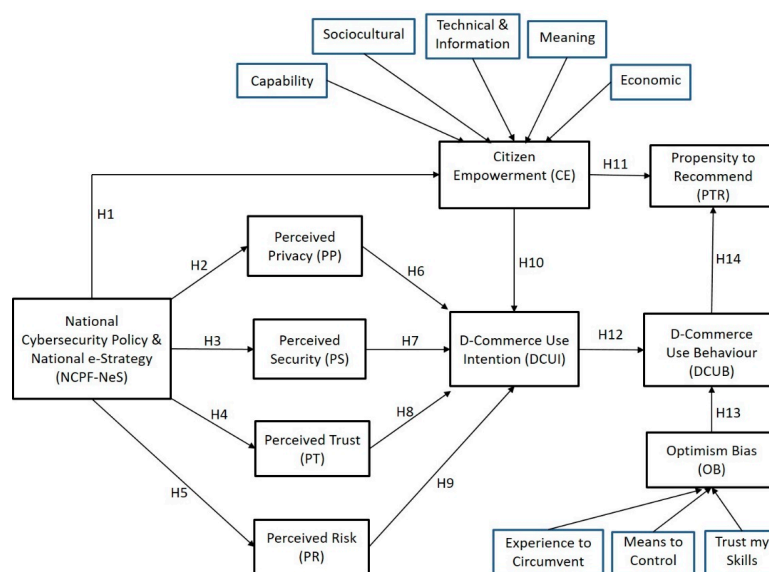 Sociocultural
Technical &
Information
Meaning
Capability
Economic
Citizen
Empowerment (CE)
H11
Propensity to
Recommend
(PTR)
H1
Perceived
Privacy (PP)
H2
H6
H10
H14
National
Cybersecurity Policy &
National e-Strategy
(NCPF-NeS)
H3
Perceived
Security (PS)
H7
D-Commerce Use
Intention (DCUI)
H12
D-Commerce
Use Behaviour
(DCUB)
H4
Perceived Trust
(PT)
H8
H13
Optimism Bias
(OB)
H5
H9
Perceived Risk
(PR)
Experience to
Circumvent
Means to
Control
Trust my
Skills